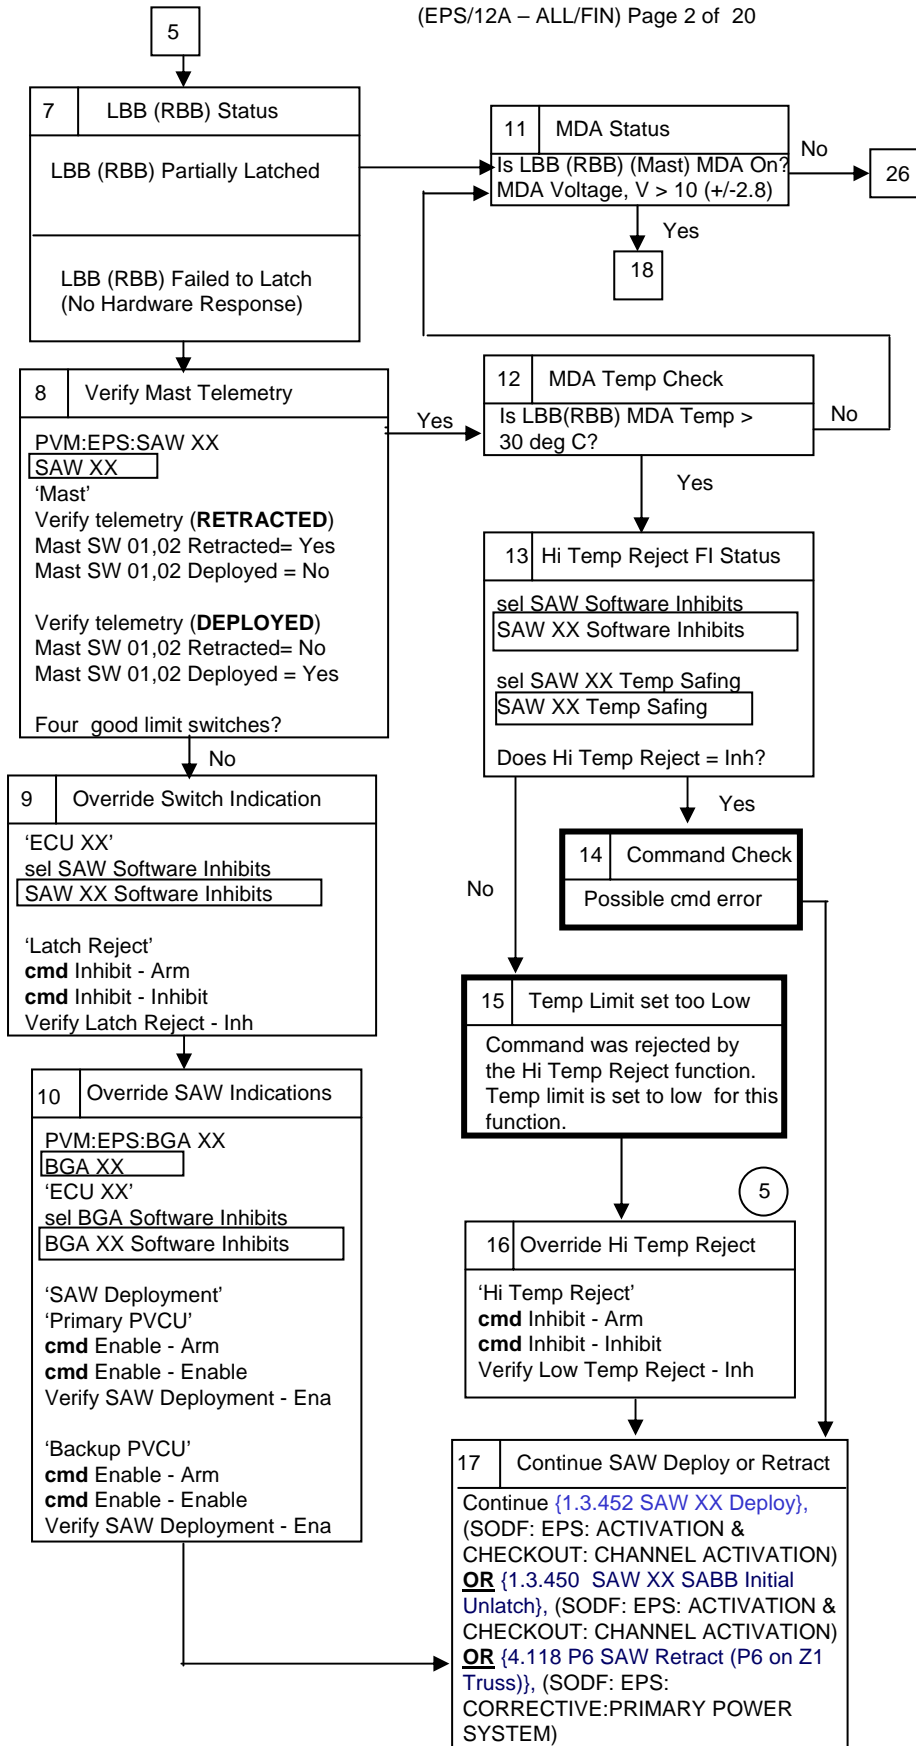 (EPS/12A – ALL/FIN) Page 2 of 20
5
7 LBB (RBB) Status
LBB (RBB) Partially Latched
LBB (RBB) Failed to Latch
(No Hardware Response)
11 MDA Status
Is LBB (RBB) (Mast) MDA On?
MDA Voltage, V > 10 (+/-2.8)
No
26
Yes
18
8 Verify Mast Telemetry
PVM:EPS:SAW XX
SAW XX
‘Mast’
Verify telemetry (RETRACTED)
Mast SW 01,02 Retracted= Yes
Mast SW 01,02 Deployed = No
Verify telemetry (DEPLOYED)
Mast SW 01,02 Retracted= No
Mast SW 01,02 Deployed = Yes
Four good limit switches?
Yes
No
12 MDA Temp Check
Is LBB(RBB) MDA Temp >
30 deg C?
No
Yes
13 Hi Temp Reject FI Status
sel SAW Software Inhibits
SAW XX Software Inhibits
sel SAW XX Temp Safing
SAW XX Temp Safing
Does Hi Temp Reject = Inh?
Yes
No
9 Override Switch Indication
‘ECU XX’
sel SAW Software Inhibits
SAW XX Software Inhibits
‘Latch Reject’
cmd Inhibit - Arm
cmd Inhibit - Inhibit
Verify Latch Reject - Inh
14 Command Check
Possible cmd error
15 Temp Limit set too Low
Command was rejected by
the Hi Temp Reject function.
Temp limit is set to low for this
function.
10 Override SAW Indications
PVM:EPS:BGA XX
BGA XX
‘ECU XX’
sel BGA Software Inhibits
BGA XX Software Inhibits
‘SAW Deployment’
‘Primary PVCU’
cmd Enable - Arm
cmd Enable - Enable
Verify SAW Deployment - Ena
‘Backup PVCU’
cmd Enable - Arm
cmd Enable - Enable
Verify SAW Deployment - Ena
5
16 Override Hi Temp Reject
‘Hi Temp Reject’
cmd Inhibit - Arm
cmd Inhibit - Inhibit
Verify Low Temp Reject - Inh
17 Continue SAW Deploy or Retract
Continue {1.3.452 SAW XX Deploy},
(SODF: EPS: ACTIVATION &
CHECKOUT: CHANNEL ACTIVATION)
OR {1.3.450 SAW XX SABB Initial
Unlatch}, (SODF: EPS: ACTIVATION &
CHECKOUT: CHANNEL ACTIVATION)
OR {4.118 P6 SAW Retract (P6 on Z1
Truss)}, (SODF: EPS:
CORRECTIVE:PRIMARY POWER
SYSTEM)